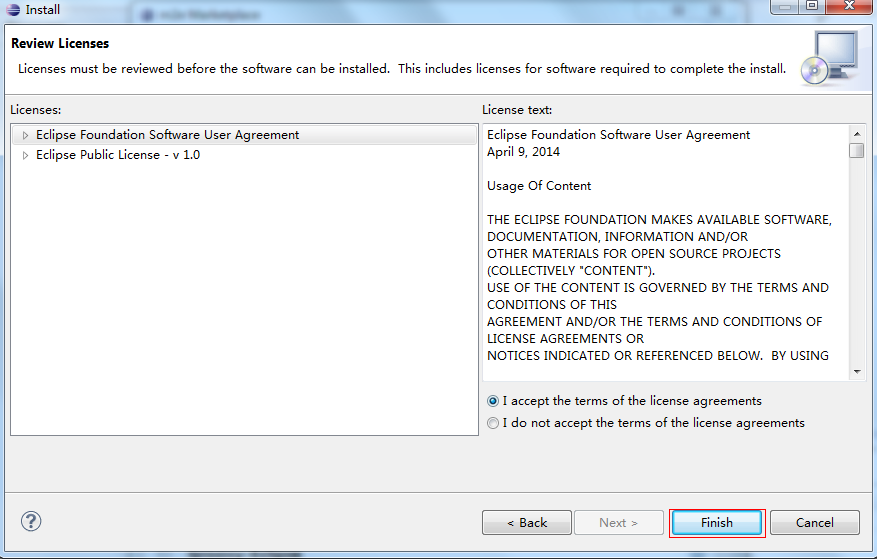 Install
Review Licenses
Licenses must be reviewed before the software can be installed.  This includes licenses for software required to complete the install.
Licenses:
Eclipse Foundation Software User Agreement
Eclipse Public License - v 1.0
License text:
Eclipse Foundation Software User Agreement
April 9, 2014
Usage Of Content
THE ECLIPSE FOUNDATION MAKES AVAILABLE SOFTWARE,
DOCUMENTATION, INFORMATION AND/OR
OTHER MATERIALS FOR OPEN SOURCE PROJECTS
(COLLECTIVELY "CONTENT").
USE OF THE CONTENT IS GOVERNED BY THE TERMS AND
CONDITIONS OF THIS
AGREEMENT AND/OR THE TERMS AND CONDITIONS OF
LICENSE AGREEMENTS OR
NOTICES INDICATED OR REFERENCED BELOW.  BY USING
I accept the terms of the license agreements
I do not accept the terms of the license agreements
?
< Back
Next >
Finish
Cancel